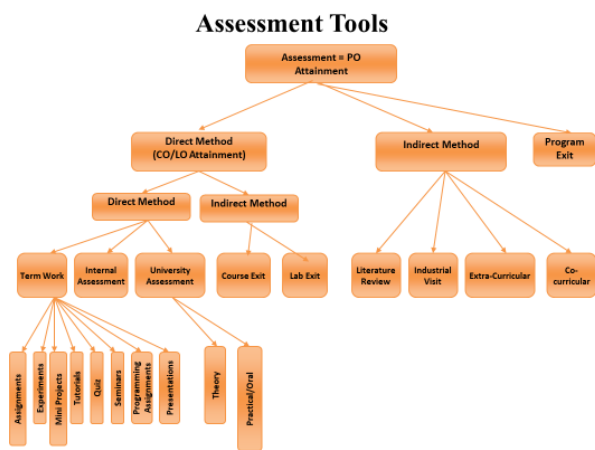 Assessment Tools
Assessment = PO
Attainment
Direct Method
(CO/LO Attainment)
Indirect Method
Program
Exit
Direct Method
Indirect Method
Term Work
Internal
Assessment
University
Assessment
Course Exit
Lab Exit
Literature
Review
Industrial
Visit
Extra-Curricular
Co-
curricular
Assignments
Experiments
Mini Projects
Tutorials
Quiz
Seminars
Programming
Assignments
Presentations
Theory
Practical/Oral